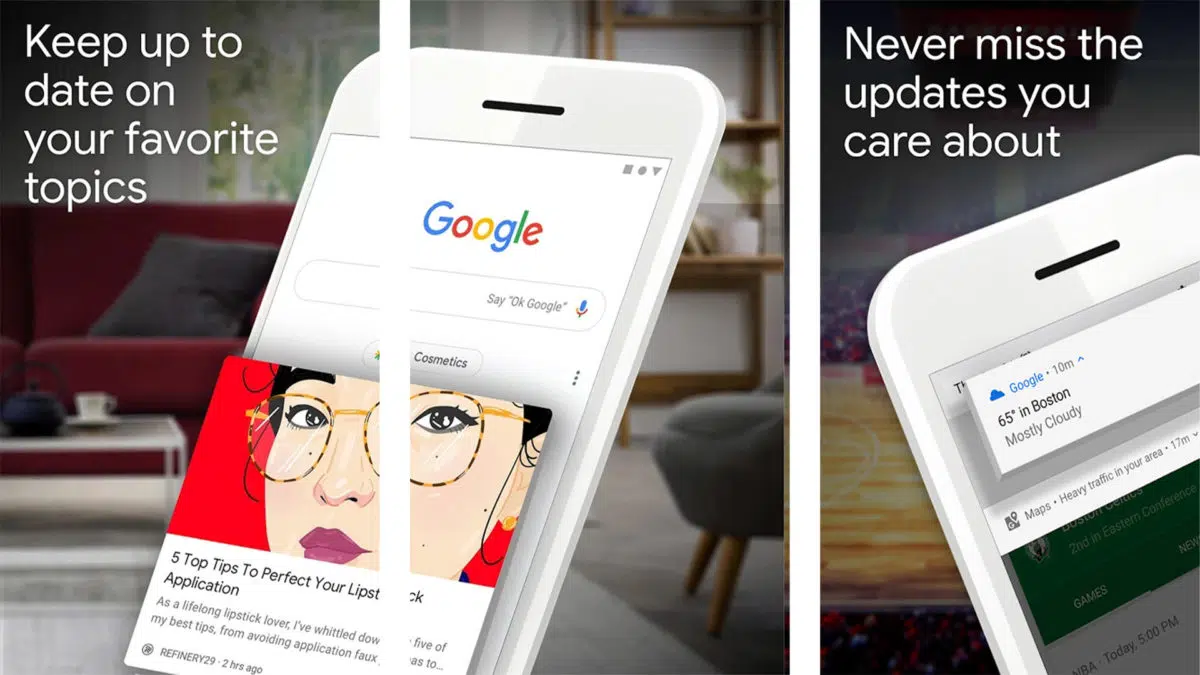 Keep up to
date on
your favorite
topics
Google
Say "Ok Google"
Cosmetics
5 Top Tips To Perfect Your Lipst ck
Application
As a lifelong lipstick lover, I've whittled dow five of
my best tips, from avoiding application faux as to...
REFINERY29 · 2 hrs ago
Never miss the
updates you
care about
Google · 10m
65° in Boston
Mostly Cloudy
Maps · Heavy traffic in your area · 17m
Boston Celtics
2nd in Eastern Conference
GAMES
NBA · Today, 5:00 PM